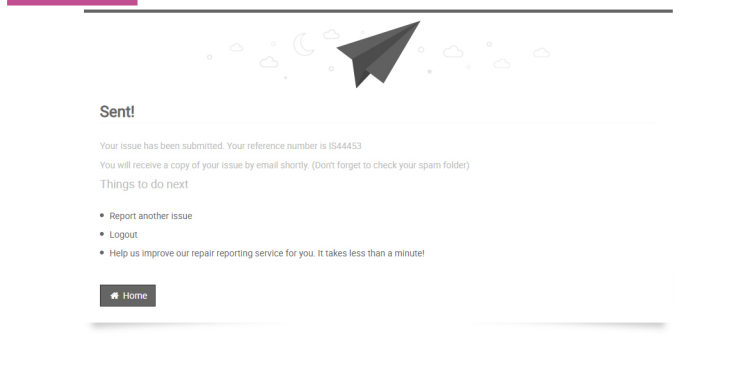 Sent!
Your issue has been submitted. Your reference number is IS44453
You will receive a copy of your issue by email shortly. (Don't forget to check your spam folder)
Things to do next
Report another issue
Logout
Help us improve our repair reporting service for you. It takes less than a minute!
Home